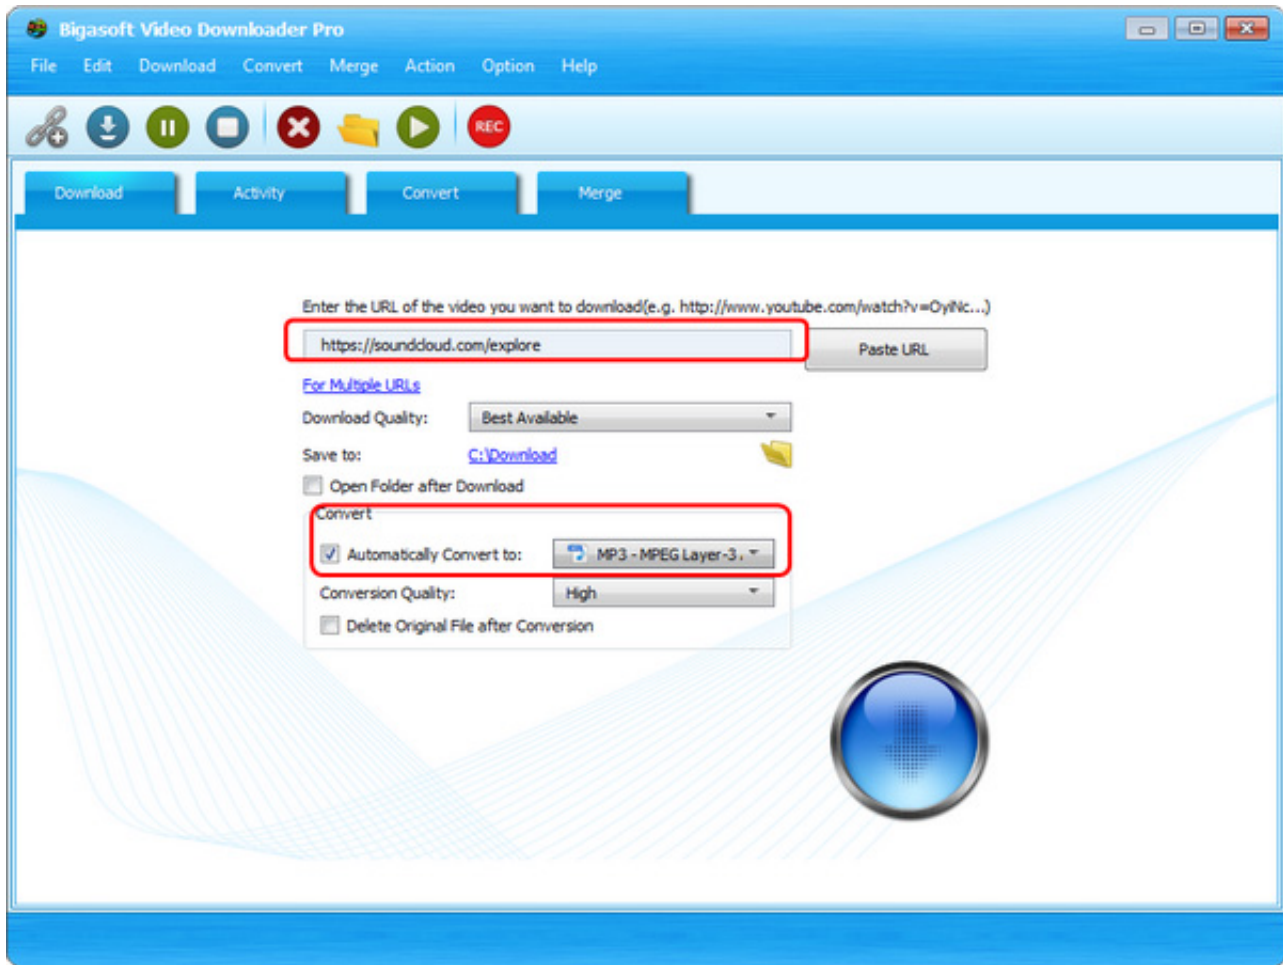 Bigasoft Video Downloader Pro
File Edit Download Convert Merge Action Option Help
REC
Download Activity Convert Merge
Enter the URL of the video you want to download(e.g. http://www.youtube.com/watch?v=OyiNc...)
https://soundcloud.com/explore Paste URL
For Multiple URLs
Download Quality: Best Available
Save to: C:\Download
Open Folder after Download
Convert
Automatically Convert to: MP3 - MPEG Layer-3
Conversion Quality: High
Delete Original File after Conversion